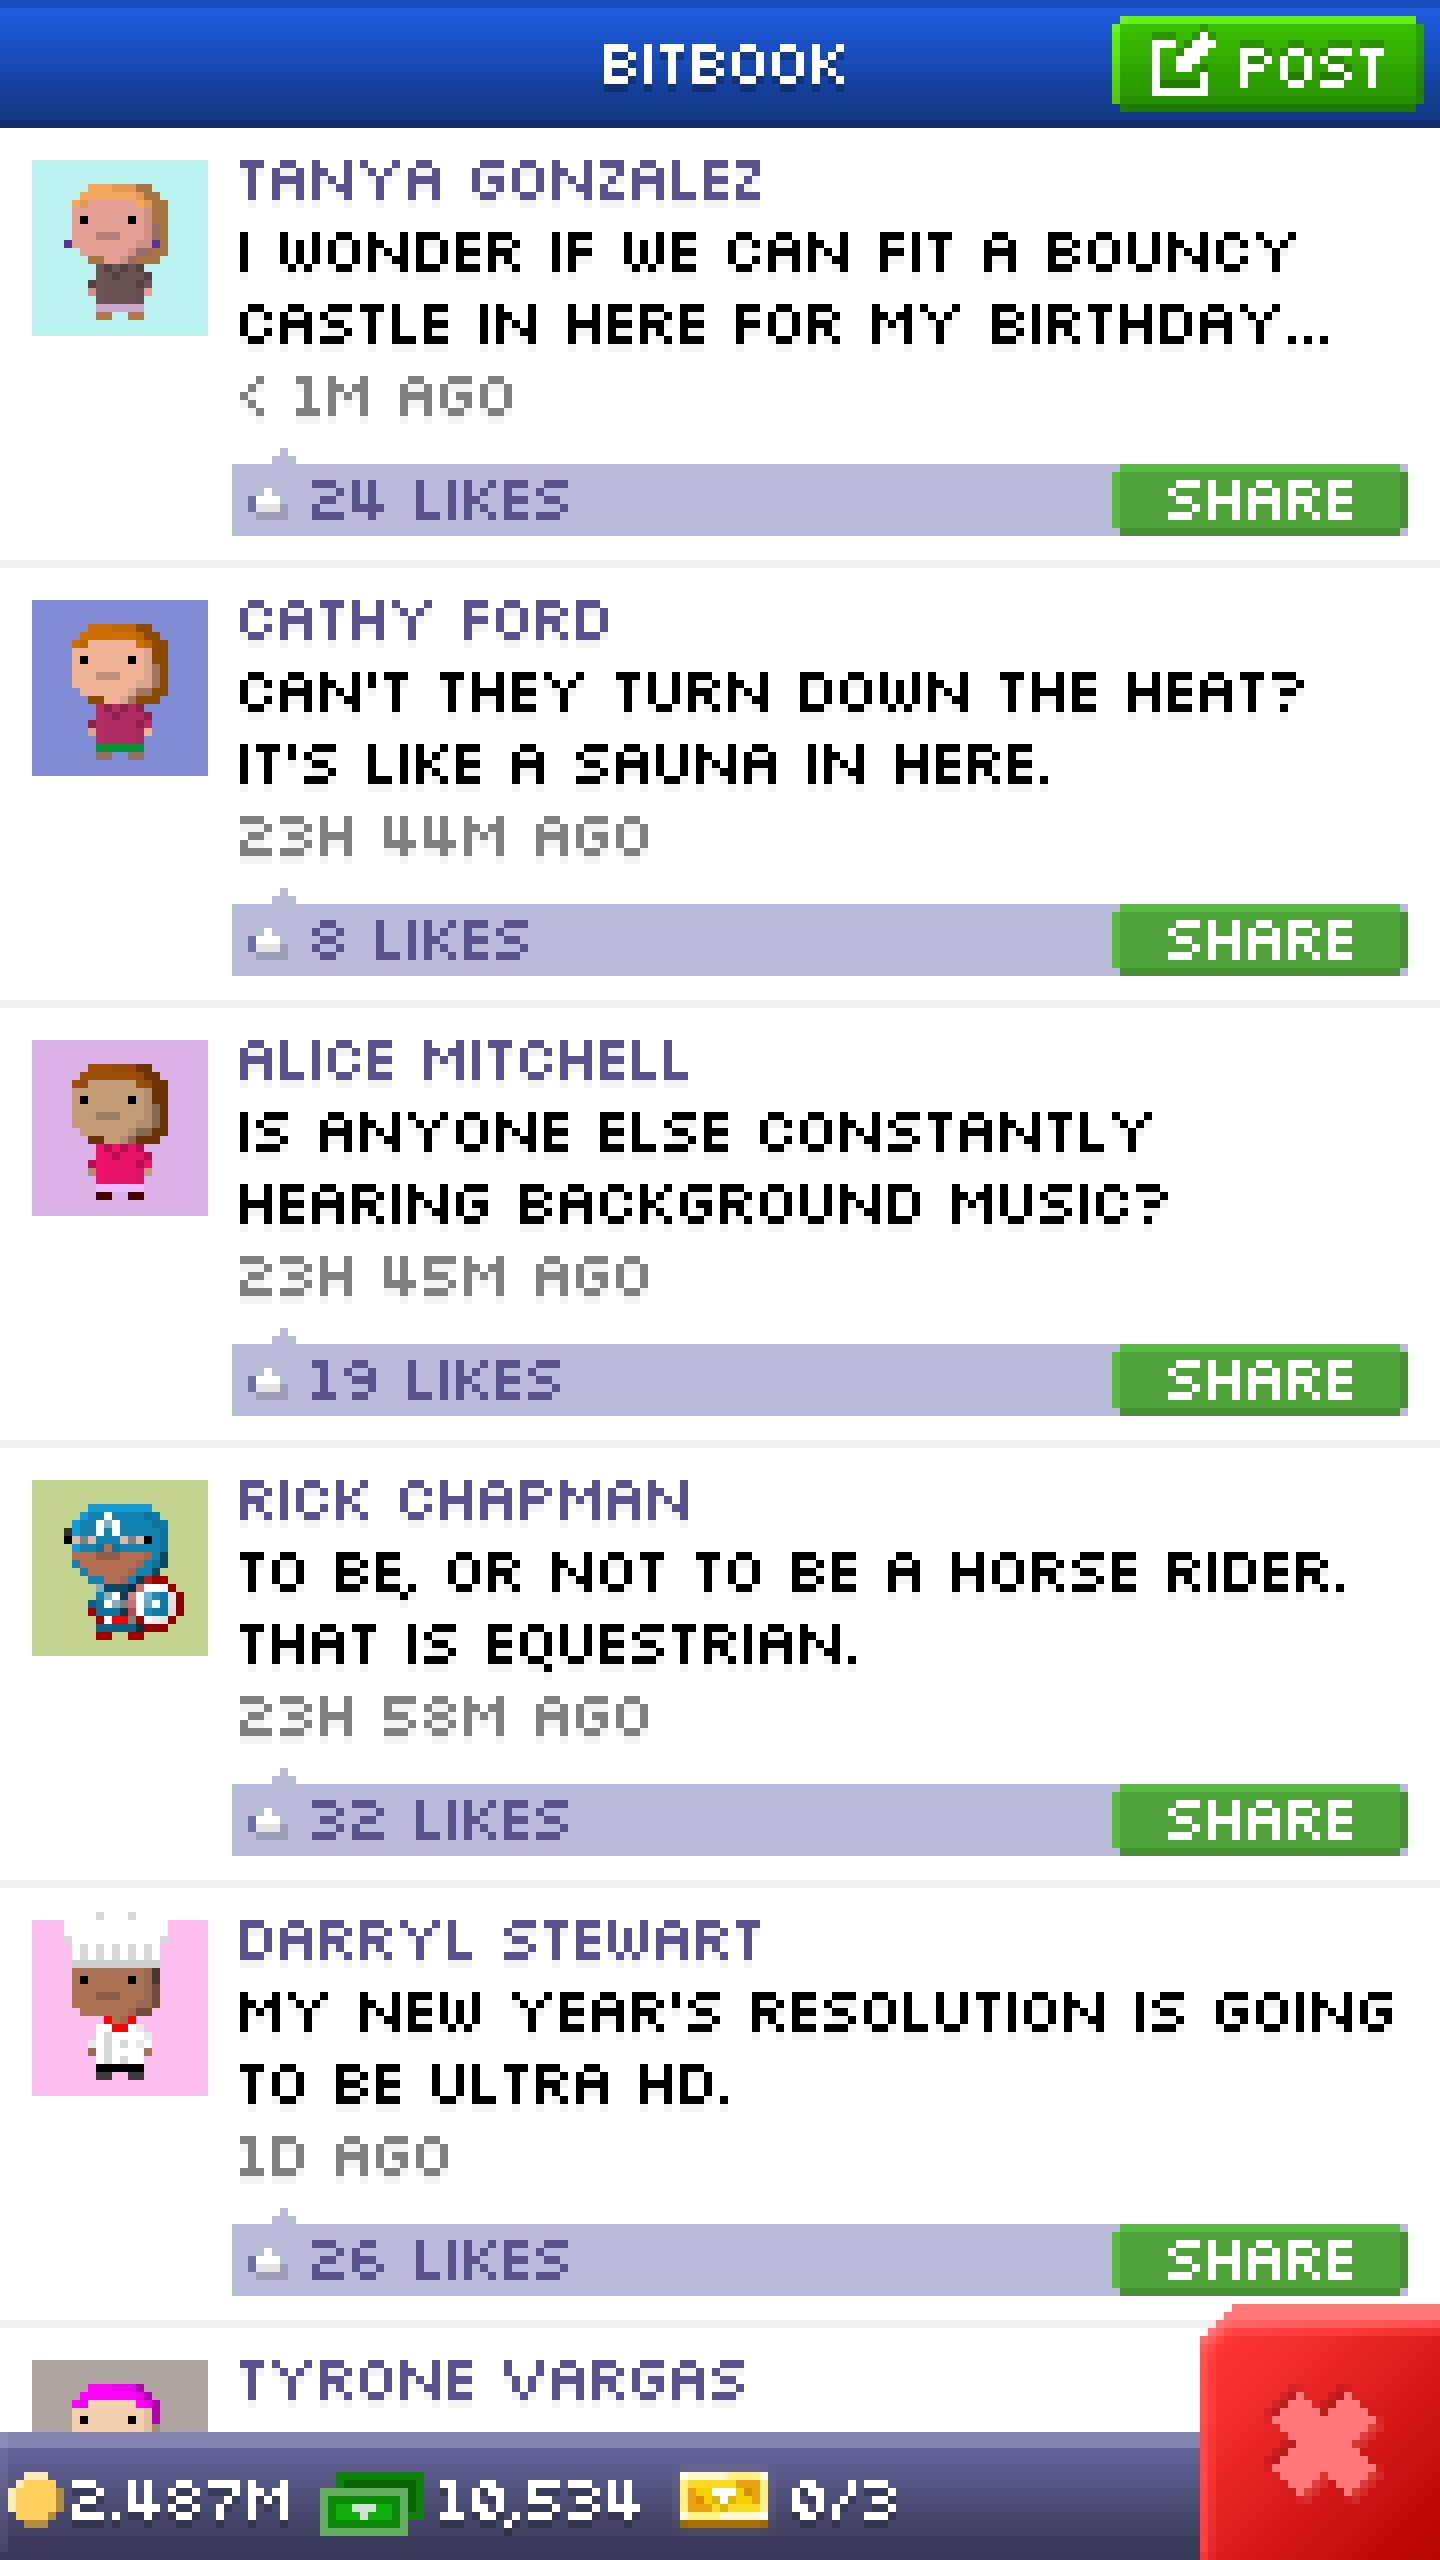 BITBOOK
POST
TANYA GONZALEZ
I WONDER IF WE CAN FIT A BOUNCY
CASTLE IN HERE FOR MY BIRTHDAY...
< 1M AGO
24 LIKES
SHARE
CATHY FORD
CAN'T THEY TURN DOWN THE HEAT?
IT'S LIKE A SAUNA IN HERE.
23H 44M AGO
8 LIKES
SHARE
ALICE MITCHELL
IS ANYONE ELSE CONSTANTLY
HEARING BACKGROUND MUSIC?
23H 45M AGO
19 LIKES
SHARE
RICK CHAPMAN
TO BE, OR NOT TO BE A HORSE RIDER.
THAT IS EQUESTRIAN.
23H 58M AGO
32 LIKES
SHARE
DARRYL STEWART
MY NEW YEAR'S RESOLUTION IS GOING
TO BE ULTRA HD.
1D AGO
26 LIKES
SHARE
TYRONE VARGAS
2.487M 10,534 0/3